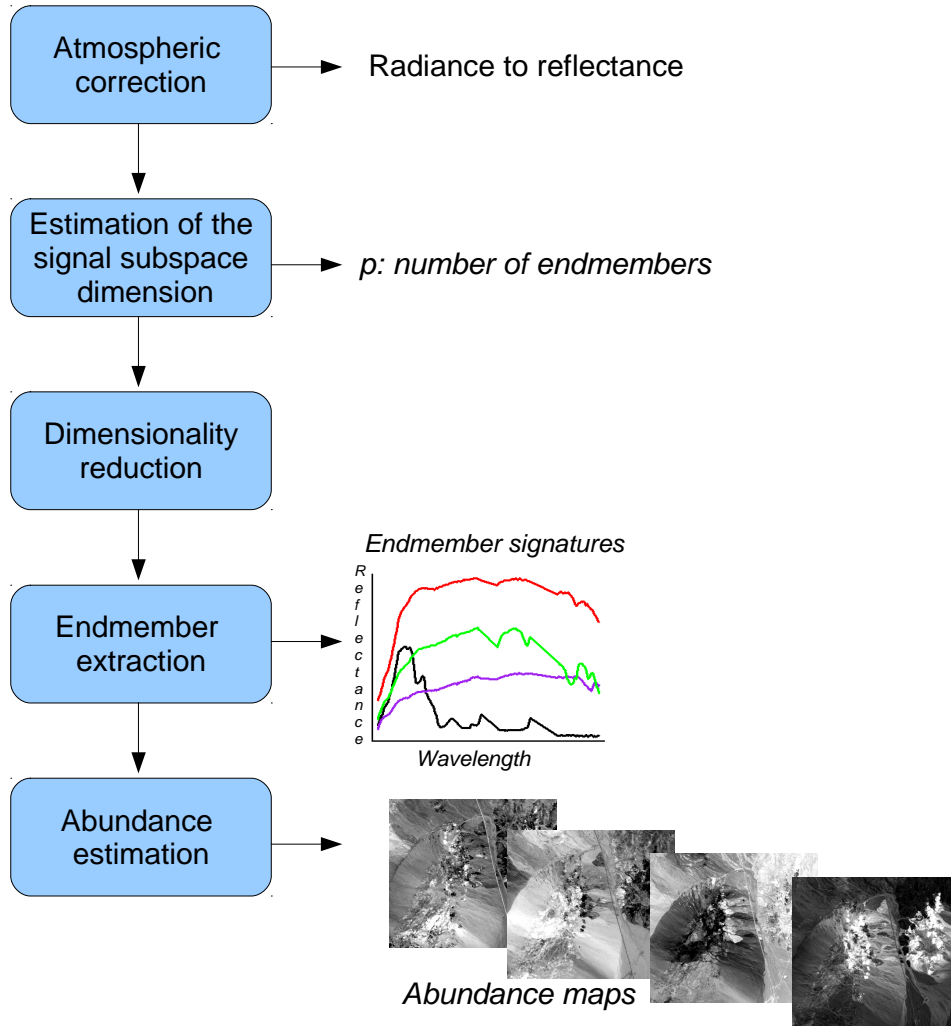 Atmospheric
correction
Radiance to reflectance
Estimation of the
signal subspace
dimension
p: number of endmembers
Dimensionality
reduction
Endmember
extraction
Endmember signatures
Reflectance
Wavelength
Abundance
estimation
Abundance maps